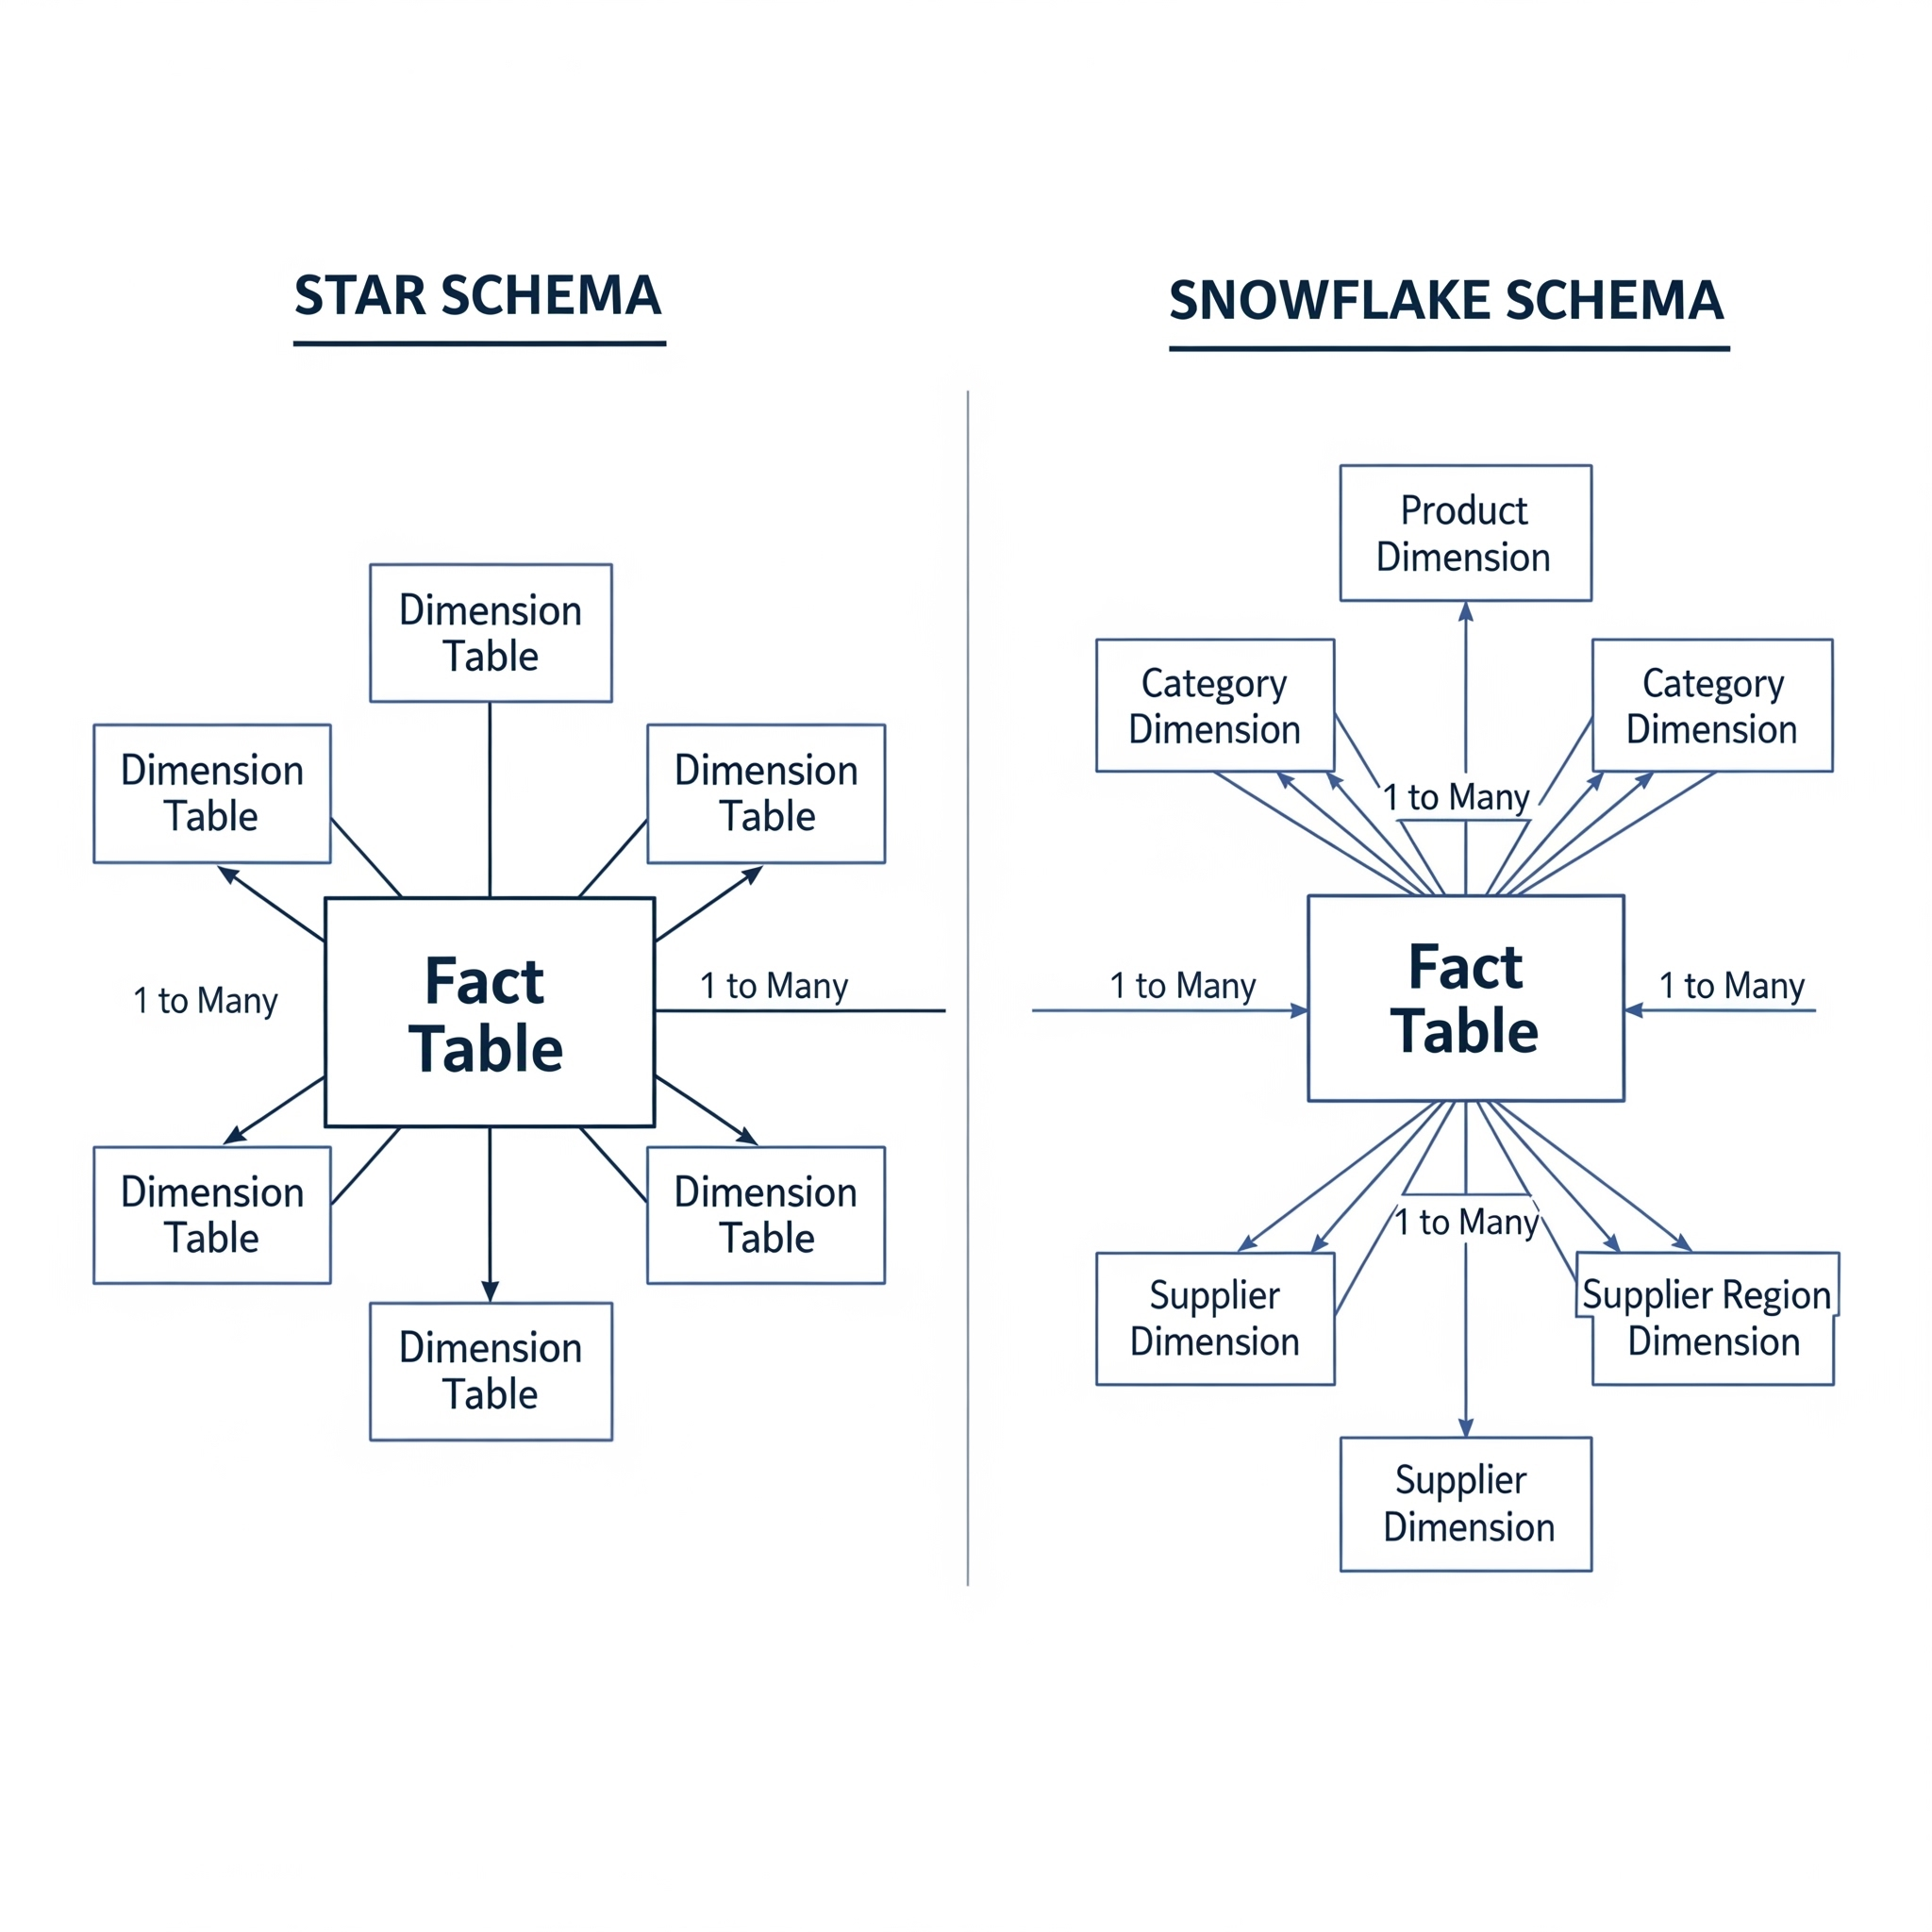 STAR SCHEMA
Dimension
Table
Dimension
Table
Dimension
Table
Fact
Table
1 to Many
1 to Many
Dimension
Table
Dimension
Table
Dimension
Table
SNOWFLAKE SCHEMA
Product
Dimension
Category
Dimension
Category
Dimension
1 to Many
1 to Many
Fact
Table
1 to Many
1 to Many
Supplier
Dimension
Supplier Region
Dimension
Supplier
Dimension